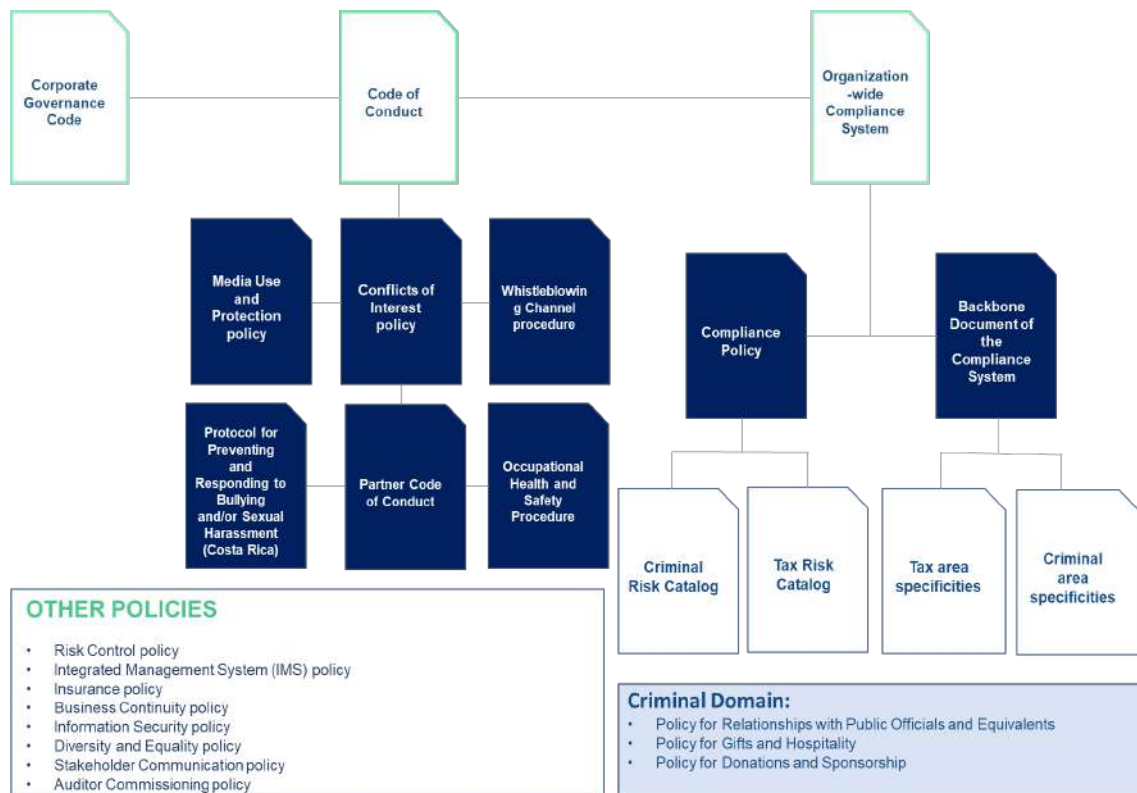 Corporate
Governance
Code
Code of
Conduct
Organization
-wide
Compliance
System
Media Use
and
Protection
policy
Conflicts of
Interest
policy
Whistleblowin
g Channel
procedure
Compliance
Policy
Backbone
Document of
the
Compliance
System
Protocol for
Preventing
and
Responding to
Bullying
and/or Sexual
Harassment
(Costa Rica)
Partner Code
of Conduct
Occupational
Health and
Safety
Procedure
Criminal
Risk Catalog
Tax Risk
Catalog
Tax area
specificities
Criminal
area
specificities
OTHER POLICIES
• Risk Control policy
• Integrated Management System (IMS) policy
• Insurance policy
• Business Continuity policy
• Information Security policy
• Diversity and Equality policy
• Stakeholder Communication policy
• Auditor Commissioning policy
Criminal Domain:
• Policy for Relationships with Public Officials and Equivalents
• Policy for Gifts and Hospitality
• Policy for Donations and Sponsorship